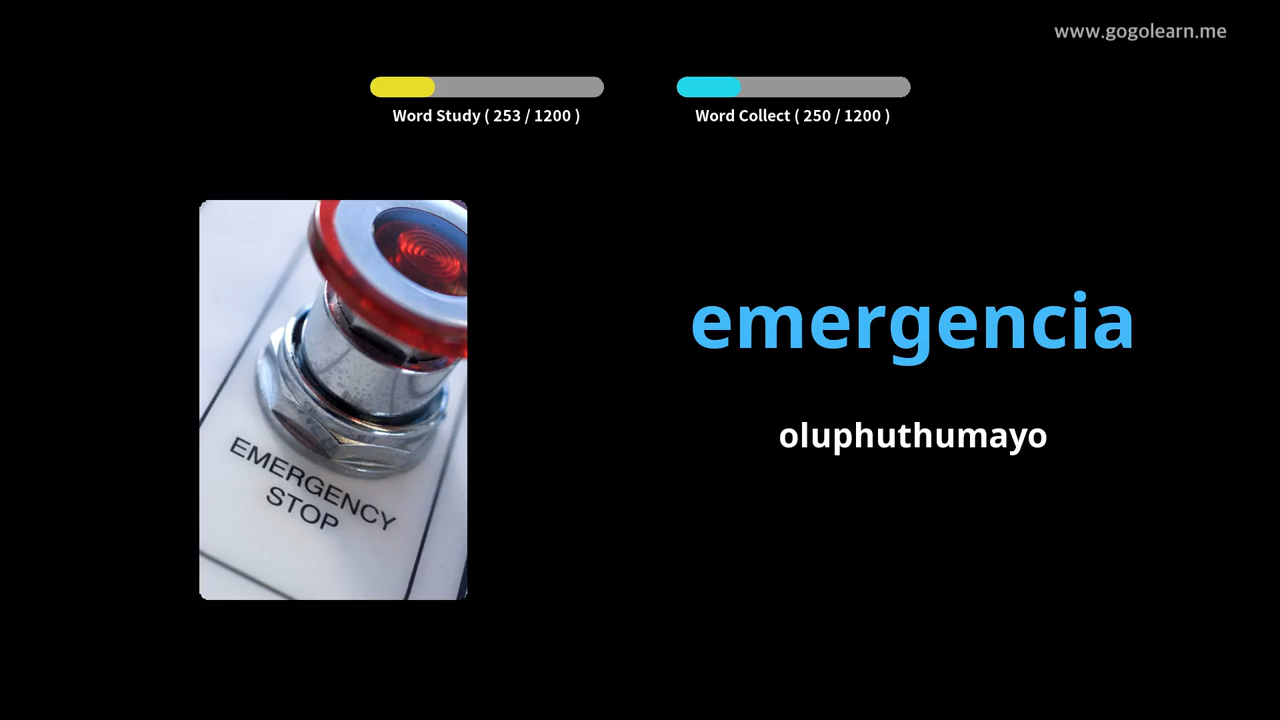 www.gogolearn.me
Word Study ( 253 / 1200 )
Word Collect ( 250 / 1200 )
emergencia
oluphuthumayo
EMERGENCY
STOP